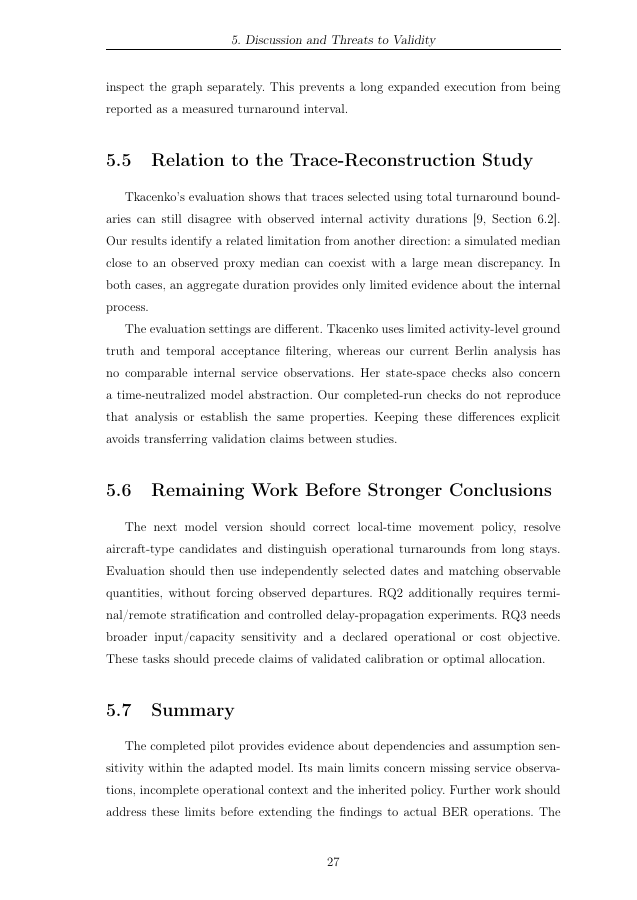 5. Discussion and Threats to Validity
inspect the graph separately. This prevents a long expanded execution from being
reported as a measured turnaround interval.
5.5 Relation to the Trace-Reconstruction Study
Tkacenko's evaluation shows that traces selected using total turnaround bound-
aries can still disagree with observed internal activity durations [9, Section 6.2].
Our results identify a related limitation from another direction: a simulated median
close to an observed proxy median can coexist with a large mean discrepancy. In
both cases, an aggregate duration provides only limited evidence about the internal
process.
The evaluation settings are different. Tkacenko uses limited activity-level ground
truth and temporal acceptance filtering, whereas our current Berlin analysis has
no comparable internal service observations. Her state-space checks also concern
a time-neutralized model abstraction. Our completed-run checks do not reproduce
that analysis or establish the same properties. Keeping these differences explicit
avoids transferring validation claims between studies.
5.6 Remaining Work Before Stronger Conclusions
The next model version should correct local-time movement policy, resolve
aircraft-type candidates and distinguish operational turnarounds from long stays.
Evaluation should then use independently selected dates and matching observable
quantities, without forcing observed departures. RQ2 additionally requires termi-
nal/remote stratification and controlled delay-propagation experiments. RQ3 needs
broader input/capacity sensitivity and a declared operational or cost objective.
These tasks should precede claims of validated calibration or optimal allocation.
5.7 Summary
The completed pilot provides evidence about dependencies and assumption sen-
sitivity within the adapted model. Its main limits concern missing service observa-
tions, incomplete operational context and the inherited policy. Further work should
address these limits before extending the findings to actual BER operations. The
27